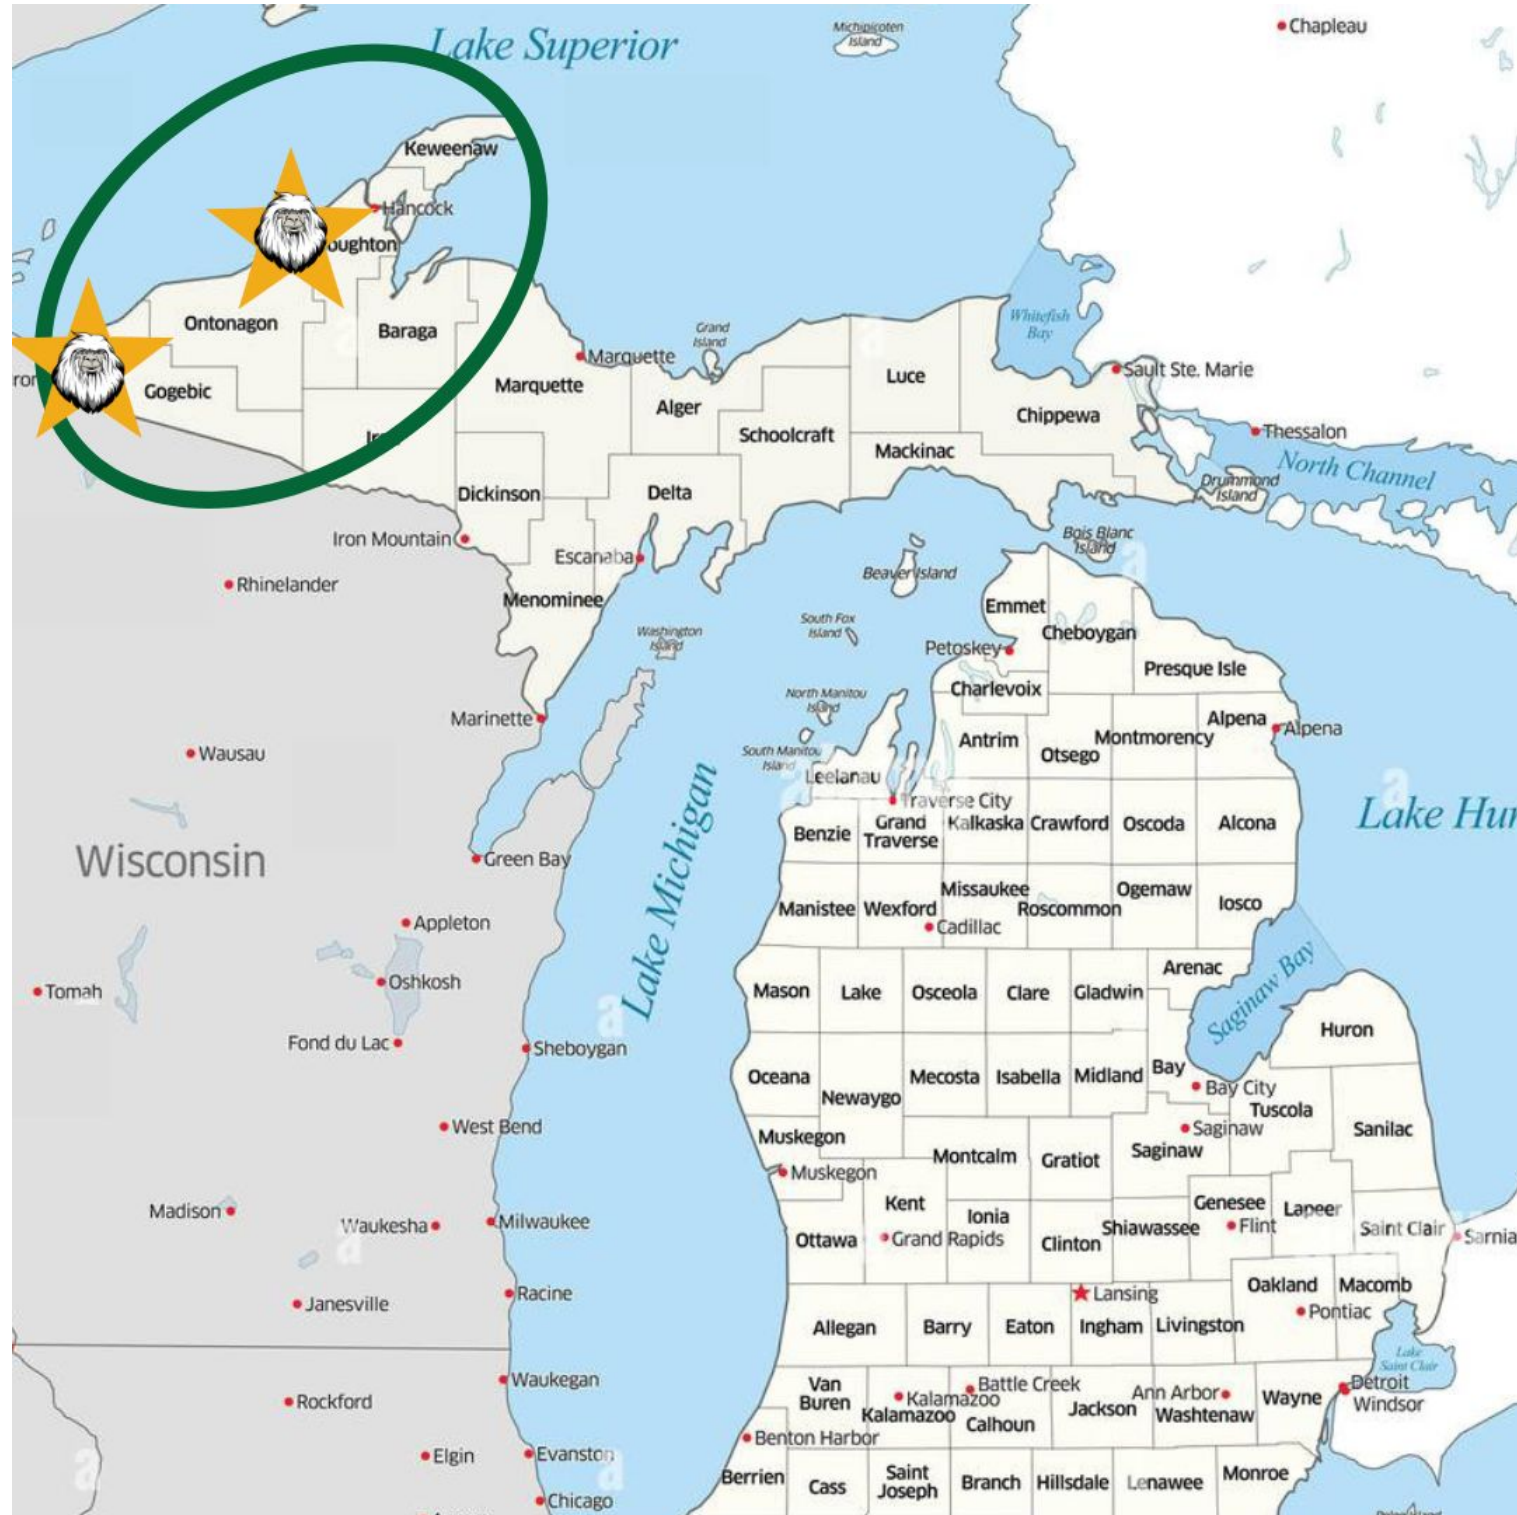 Lake Superior
Michipicoten
Island
Chapleau
Keweenaw
Hancock
oughton
Ontonagon
Baraga
Gogebic
Marquette
Marquette
Grand
Island
Alger
Schoolcraft
Luce
Mackinac
Chippewa
Whitefish
Bay
Sault Ste. Marie
Thessalon
North Channel
Drummond
Island
Dickinson
Delta
Iron Mountain
Escanaba
Rhinelander
Menominee
Bois Blanc
Island
Beaver Island
Washington
Island
South Fox
Island
Emmet
Cheboygan
Petoskey
Presque Isle
Charlevoix
North Manitou
Island
Marinette
Wausau
South Manitou
Island
Leelanau
Antrim
Otsego
Montmorency
Alpena
Alpena
Traverse City
Benzie
Grand
Traverse
Kalkaska
Crawford
Oscoda
Alcona
Lake Hur
Lake Michigan
Wisconsin
Green Bay
Manistee
Wexford
Missaukee
Roscommon
Ogemaw
Iosco
Cadillac
Appleton
Oshkosh
Tomah
Fond du Lac
Sheboygan
Mason
Lake
Osceola
Clare
Gladwin
Arenac
Saginaw Bay
Huron
Oceana
Newaygo
Mecosta
Isabella
Midland
Bay
Bay City
Tuscola
Sanilac
West Bend
Muskegon
Muskegon
Montcalm
Gratiot
Saginaw
Saginaw
Madison
Waukesha
Milwaukee
Kent
Ottawa
Grand Rapids
Ionia
Clinton
Shiawassee
Genesee
Flint
Lapeer
Saint Clair
Sarnia
Janesville
Racine
Allegan
Barry
Eaton
Lansing
Ingham
Livingston
Oakland
Macomb
Pontiac
Lake
Saint Clair
Rockford
Waukegan
Van
Buren
Kalamazoo
Kalamazoo
Battle Creek
Calhoun
Jackson
Ann Arbor
Washtenaw
Wayne
Detroit
Windsor
Elgin
Evanston
Chicago
Benton Harbor
Berrien
Cass
Saint
Joseph
Branch
Hillsdale
Lenawee
Monroe